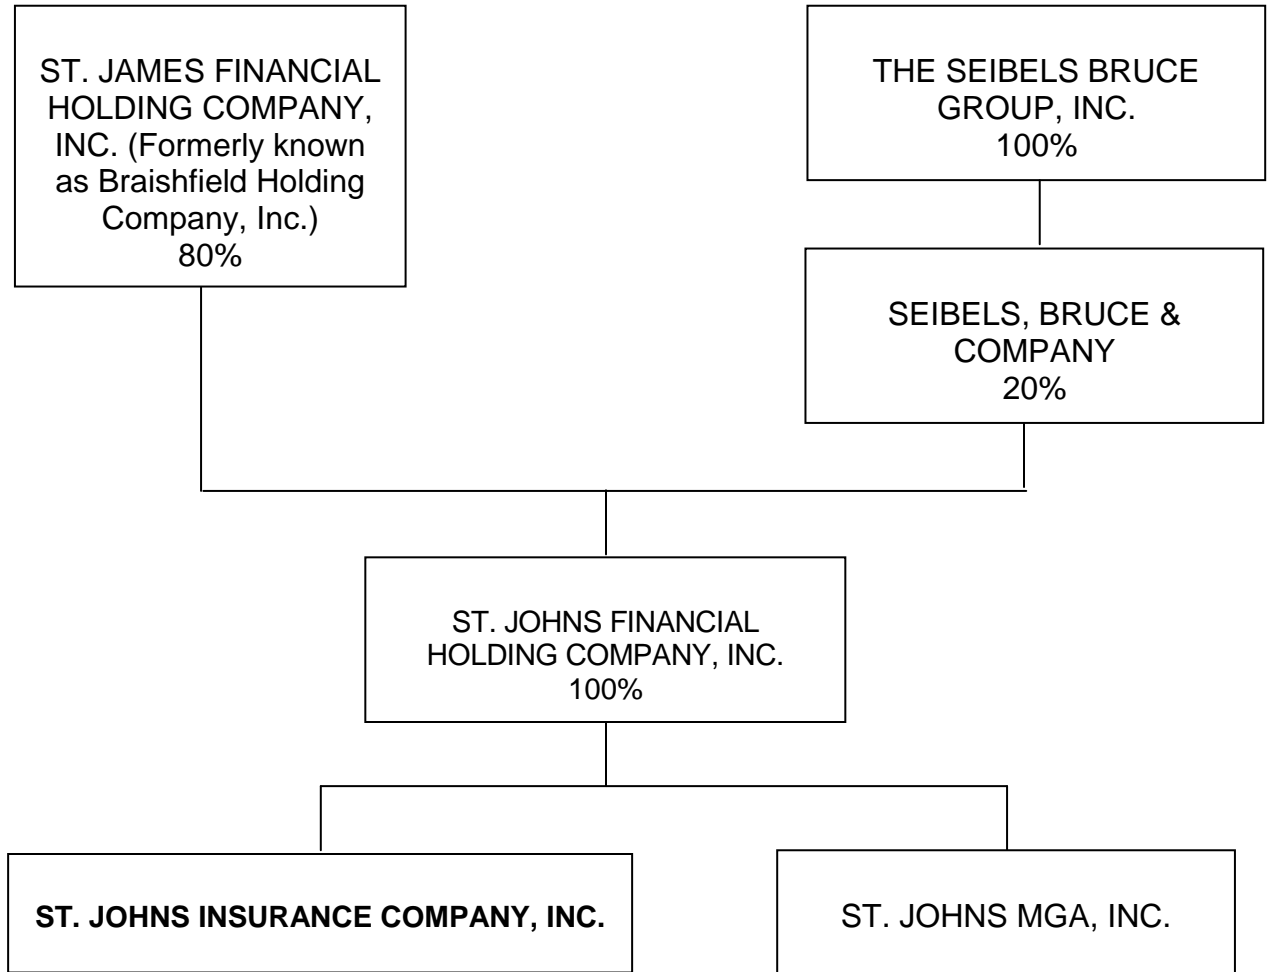 ST. JAMES FINANCIAL
HOLDING COMPANY,
INC. (Formerly known
as Braishfield Holding
Company, Inc.)
80%
THE SEIBELS BRUCE
GROUP, INC.
100%
SEIBELS, BRUCE &
COMPANY
20%
ST. JOHNS FINANCIAL
HOLDING COMPANY, INC.
100%
ST. JOHNS INSURANCE COMPANY, INC.
ST. JOHNS MGA, INC.